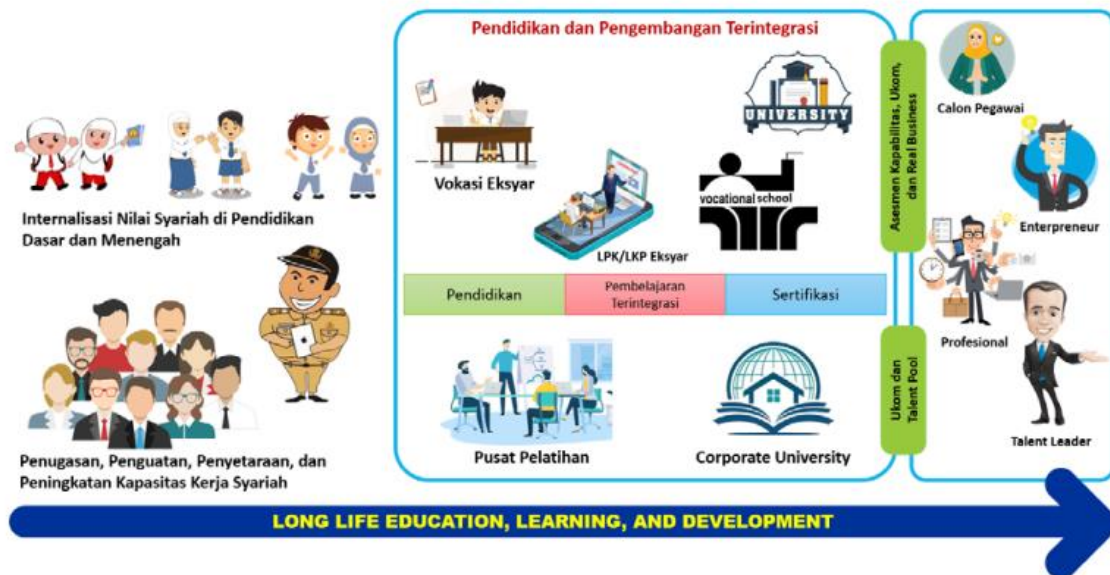 Internalisasi Nilai Syariah di Pendidikan
Dasar dan Menengah
Penugasan, Penguatan, Penyetaraan, dan
Peningkatan Kapasitas Kerja Syariah
Pendidikan dan Pengembangan Terintegrasi
Vokasi Eksyar
UNIVERSITY
LPK/LKP Eksyar
vocational school
Pendidikan
Pembelajaran
Terintegrasi
Sertifikasi
Pusat Pelatihan
Corporate University
Asesmen Kapabilitas, Ukom,
dan Real Business
Ukom dan
Talent Pool
Calon Pegawai
Enterpreneur
Profesional
Talent Leader
LONG LIFE EDUCATION, LEARNING, AND DEVELOPMENT